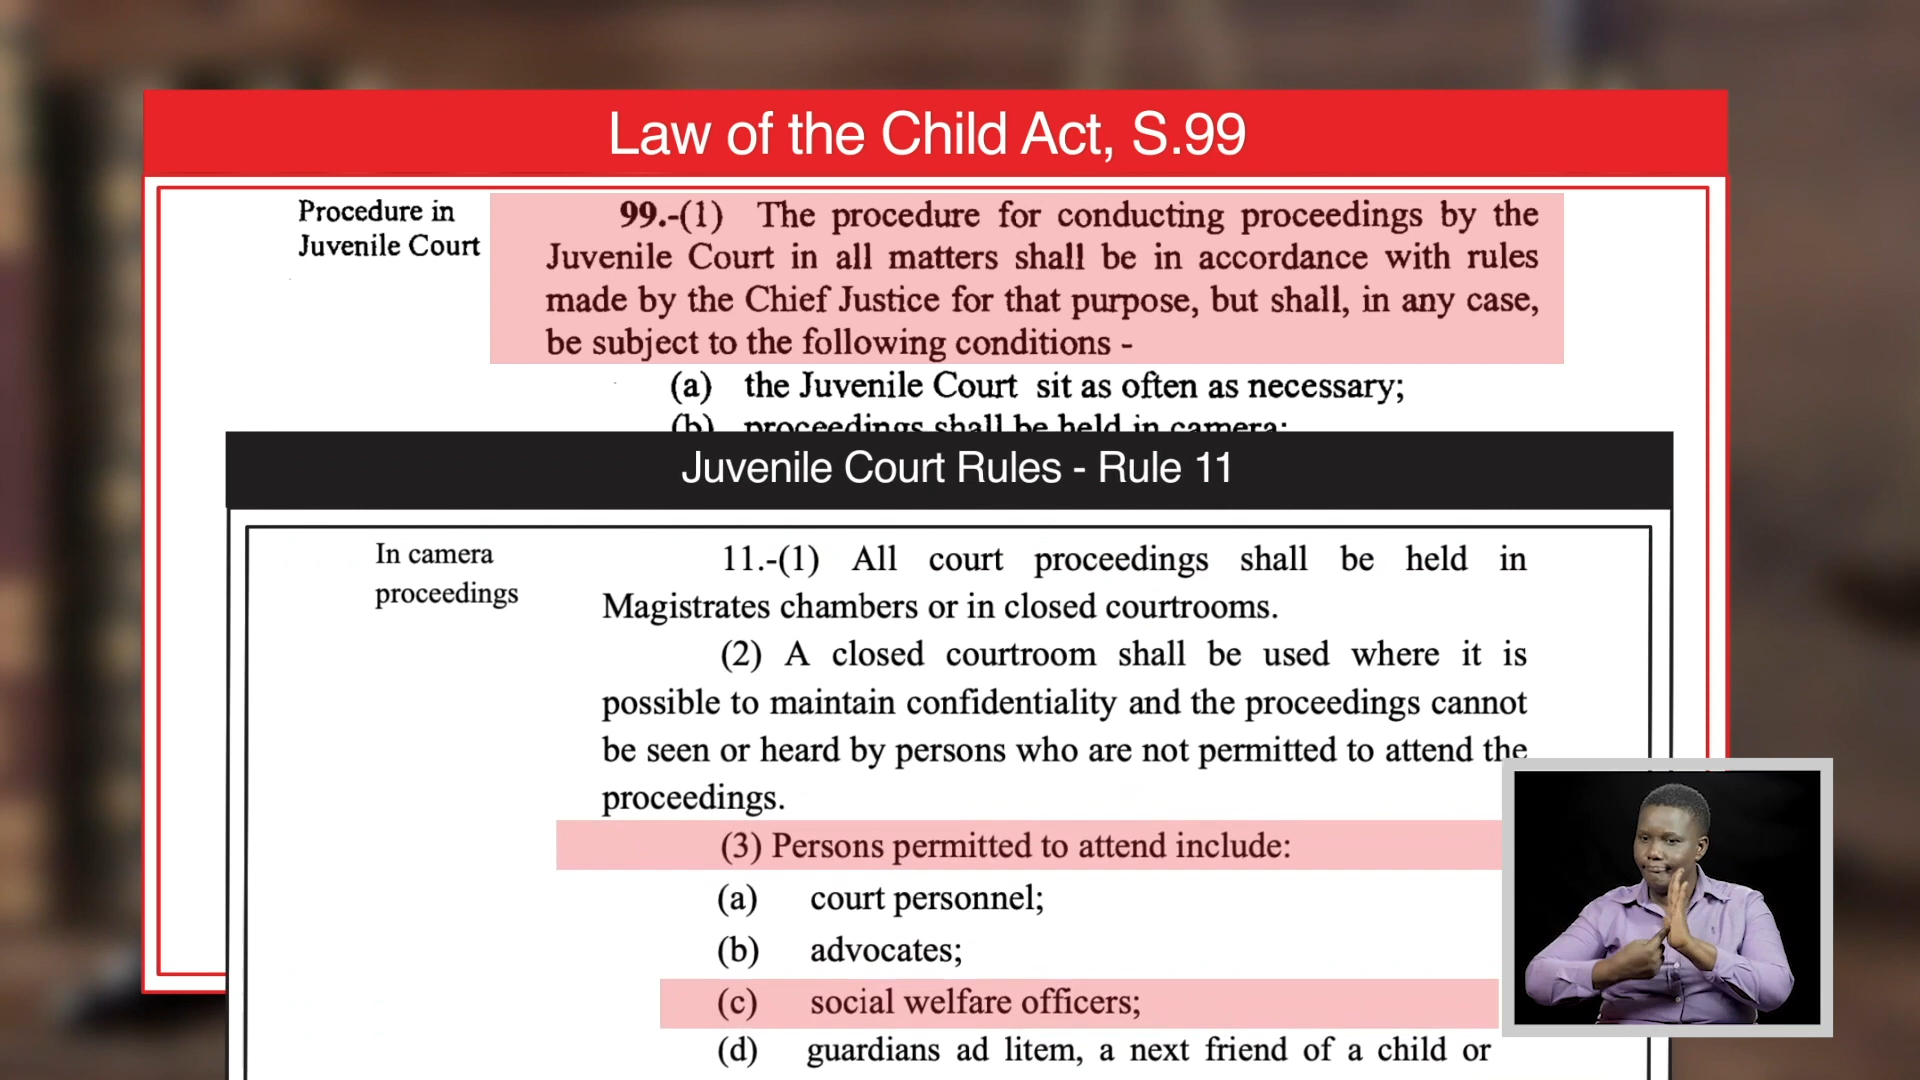 Law of the Child Act, S.99
Procedure in
Juvenile Court
99.-(1) The procedure for conducting proceedings by the
Juvenile Court in all matters shall be in accordance with rules
made by the Chief Justice for that purpose, but shall, in any case,
be subject to the following conditions -
(a) the Juvenile Court sit as often as necessary;
(b) proceedings shall be held in camera;
Juvenile Court Rules - Rule 11
In camera
proceedings
11.-(1) All court proceedings shall be held in
Magistrates chambers or in closed courtrooms.
(2) A closed courtroom shall be used where it is
possible to maintain confidentiality and the proceedings cannot
be seen or heard by persons who are not permitted to attend the
proceedings.
(3) Persons permitted to attend include:
(a) court personnel;
(b) advocates;
(c) social welfare officers;
(d) guardians ad litem, a next friend of a child or